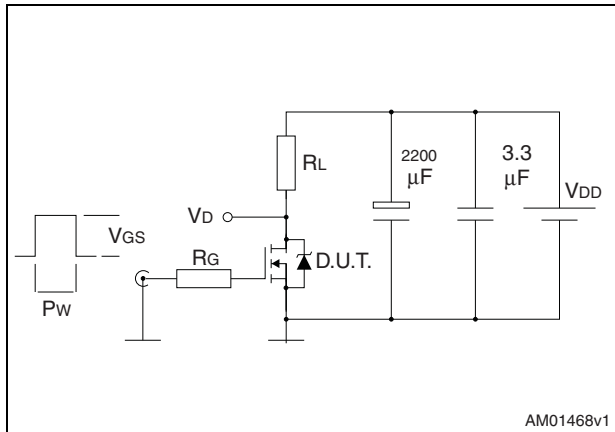 RL
2200
μF
3.3
μF
VDD
VD
VGS
RG
D.U.T.
PW
AM01468v1